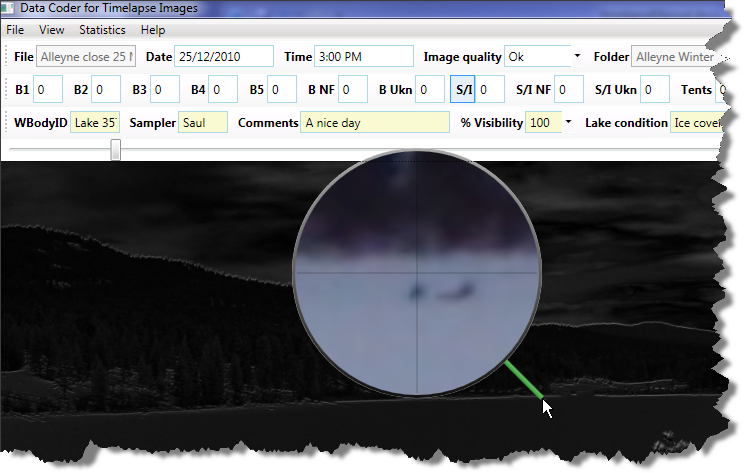 Data Coder for Timelapse Images
File View Statistics Help
File Alleyne close 25 Date 25/12/2010 Time 3:00 PM Image quality Ok Folder Alleyne Winter
B1 0 B2 0 B3 0 B4 0 B5 0 B NF 0 B Ukn 0 S/I 0 S/I NF 0 S/I Ukn 0 Tents 0
WBodyID Lake 35 Sampler Saul Comments A nice day % Visibility 100 Lake condition Ice cover